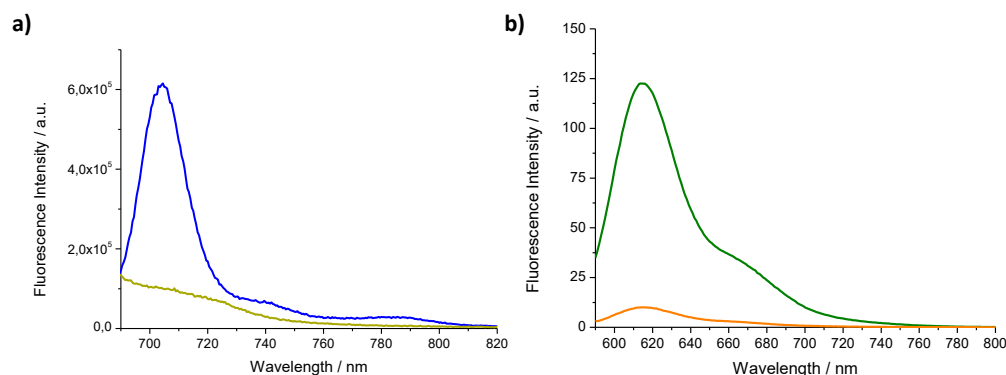 a)
Fluorescence Intensity / a.u.
6,0x10⁵
4,0x10⁵
2,0x10⁵
0,0
700 720 740 760 780 800 820
Wavelength / nm
b)
Fluorescence Intensity / a.u.
150
125
100
75
50
25
0
600 620 640 660 680 700 720 740 760 780 800
Wavelength / nm